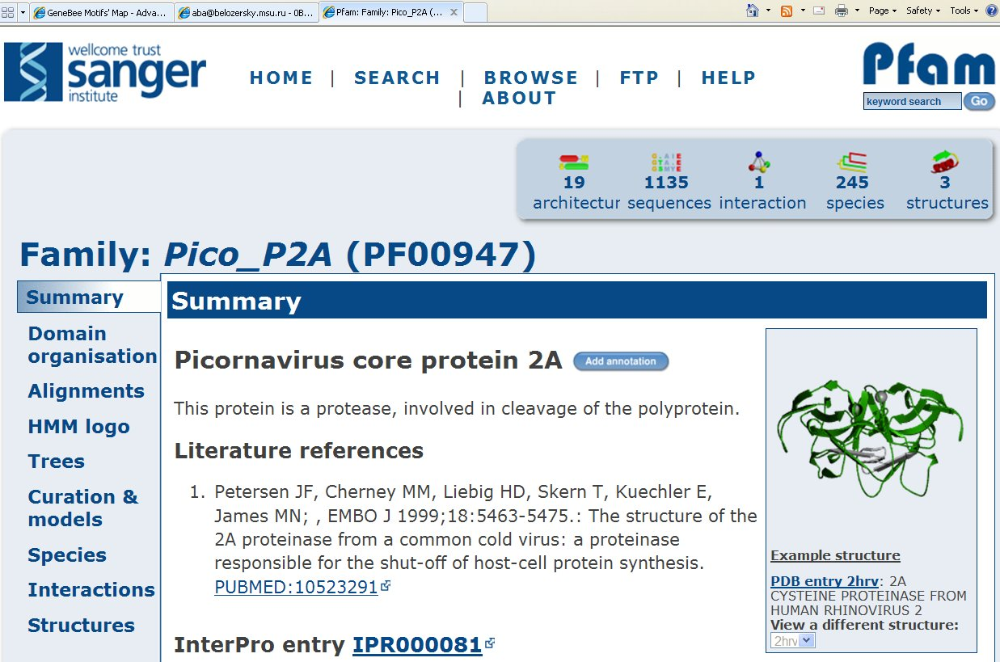 GeneBee Motifs' Map - Adva...
aba@belozersky.msu.ru - 0B...
Pfam: Family: Pico_P2A (...
Page
Safety
Tools
wellcome trust
sanger
institute
HOME | SEARCH | BROWSE | FTP | HELP
| ABOUT
Pfam
keyword search
Go
19
architectur
1135
sequences
1
interaction
245
species
3
structures
Family: Pico_P2A (PF00947)
Summary
Domain
organisation
Alignments
HMM logo
Trees
Curation &
models
Species
Interactions
Structures
Summary
Picornavirus core protein 2A
Add annotation
This protein is a protease, involved in cleavage of the polyprotein.
Literature references
1. Petersen JF, Cherney MM, Liebig HD, Skern T, Kuechler E,
James MN; , EMBO J 1999;18:5463-5475.: The structure of the
2A proteinase from a common cold virus: a proteinase
responsible for the shut-off of host-cell protein synthesis.
PUBMED:10523291
InterPro entry IPR000081
Example structure
PDB entry 2hrv: 2A
CYSTEINE PROTEINASE FROM
HUMAN RHINOVIRUS 2
View a different structure:
2hrv